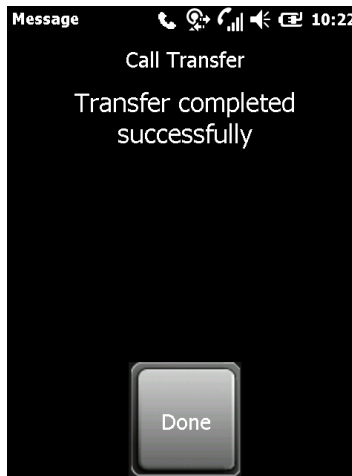 Message 10:22
Call Transfer
Transfer completed
successfully
Done